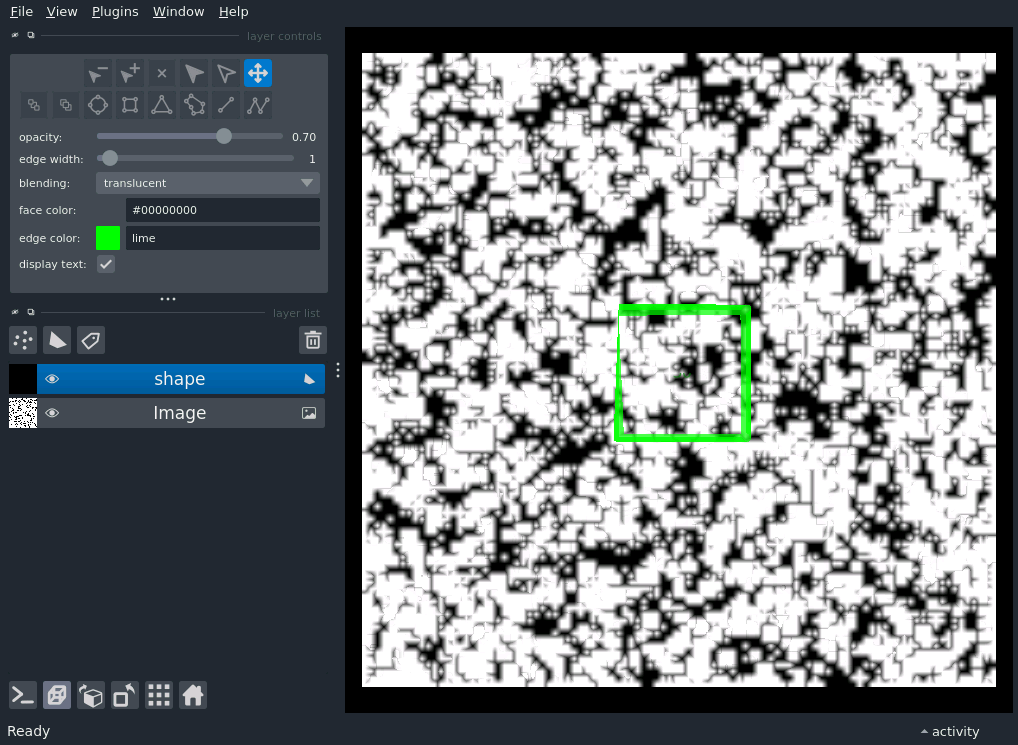 File View Plugins Window Help
layer controls
opacity: 0.70
edge width: 1
blending: translucent
face color: #00000000
edge color: lime
display text:
layer list
shape
Image
Ready
activity